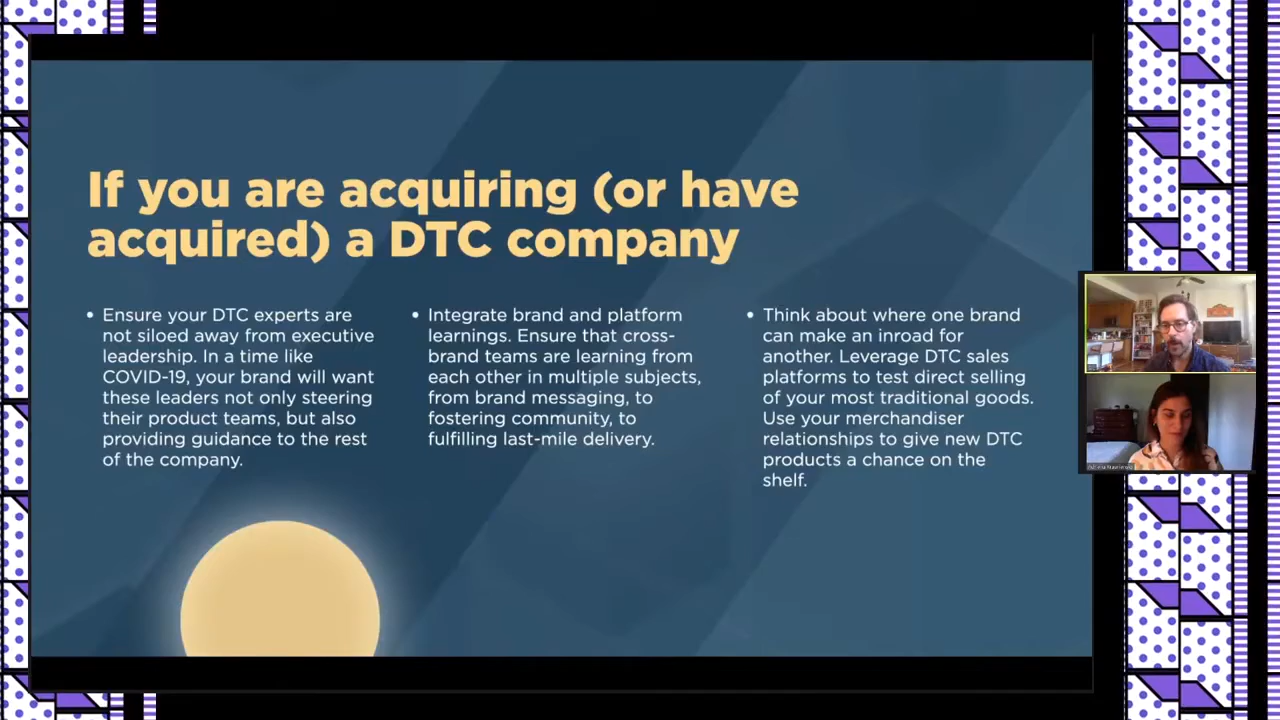 If you are acquiring (or have
acquired) a DTC company
• Ensure your DTC experts are
not siloed away from executive
leadership. In a time like
COVID-19, your brand will want
these leaders not only steering
their product teams, but also
providing guidance to the rest
of the company.
• Integrate brand and platform
learnings. Ensure that cross-
brand teams are earning from
each other in multiple subjects,
from brand messaging, to
fostering community, to
fulfilling last-mile delivery.
• Think about where one brand
can make an inroad for
another. Leverage DTC sales
platforms to test direct selling
of your most traditional goods.
Use your merchandiser
relationships to give new DTC
products a chance on the
shelf.